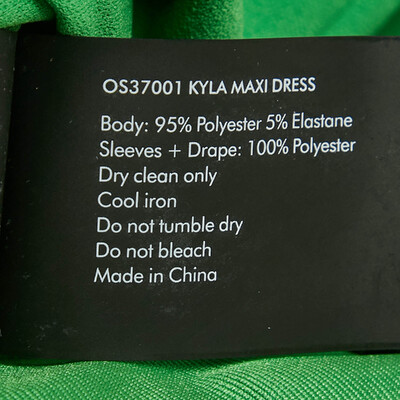 OS37001 KYLA MAXI DRESS
Body: 95% Polyester 5% Elastane
Sleeves + Drape: 100% Polyester
Dry clean only
Cool iron
Do not tumble dry
Do not bleach
Made in China